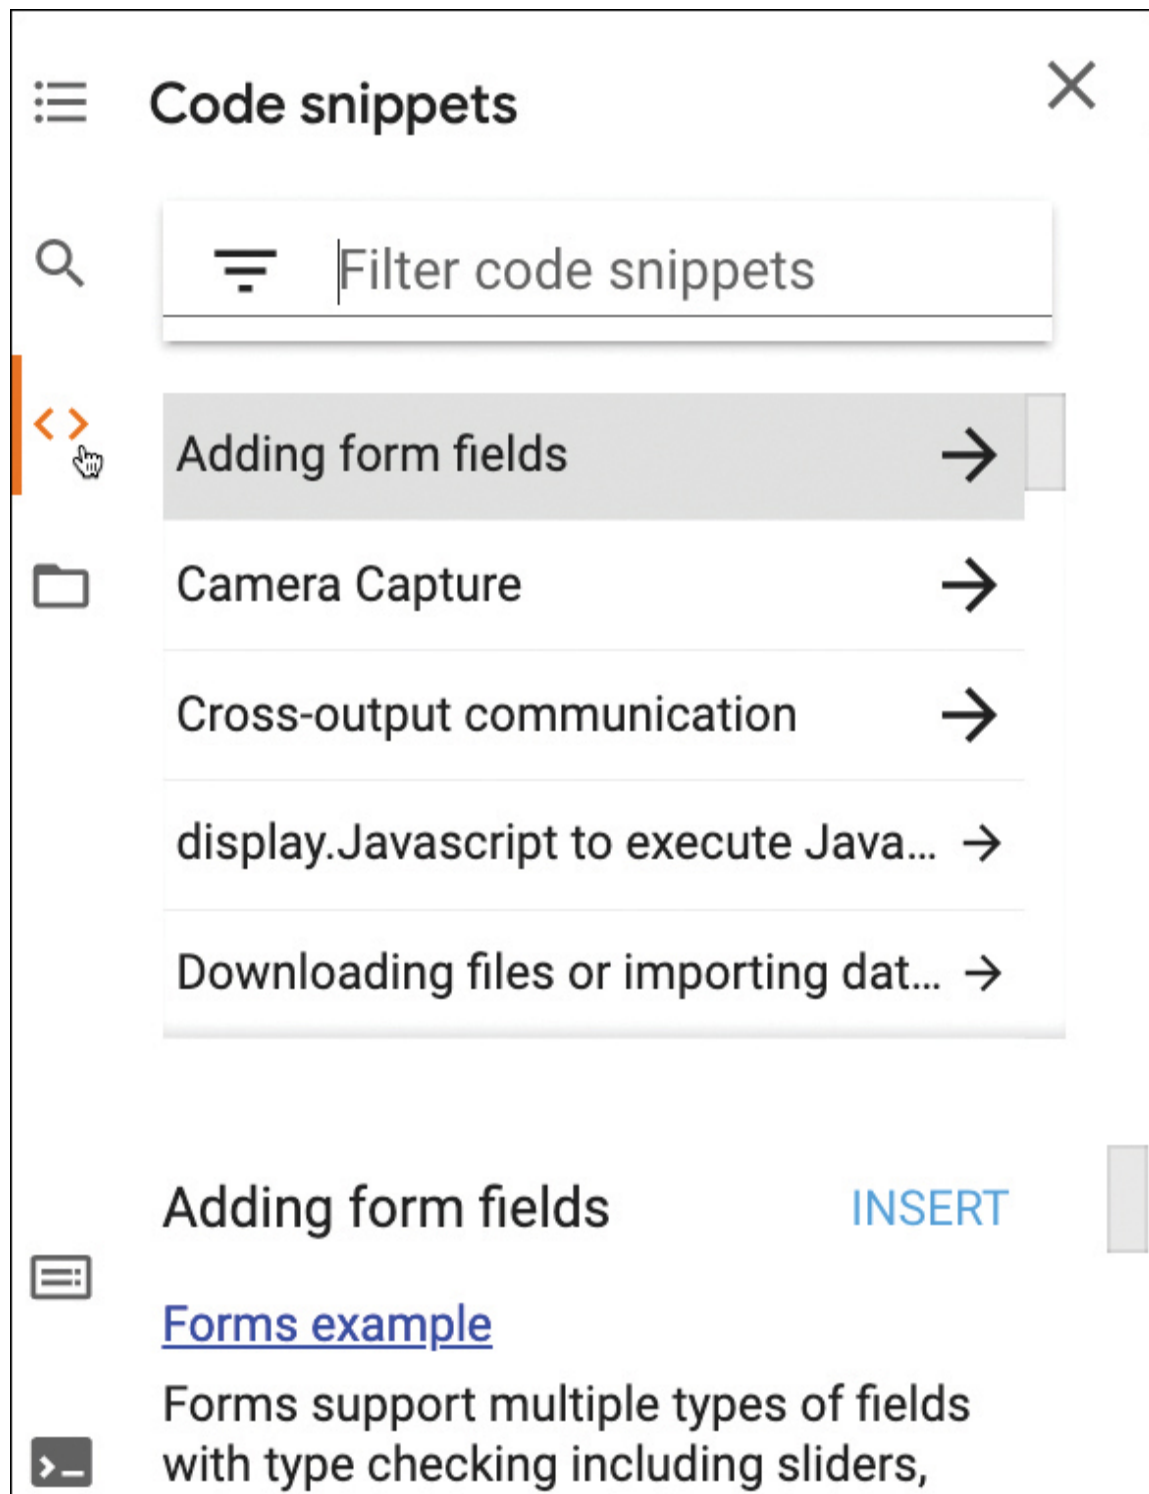 Code snippets
Filter code snippets
Adding form fields
Camera Capture
Cross-output communication
display.Javascript to execute Java...
Downloading files or importing dat...
Adding form fields INSERT
Forms example
Forms support multiple types of fields
with type checking including sliders,